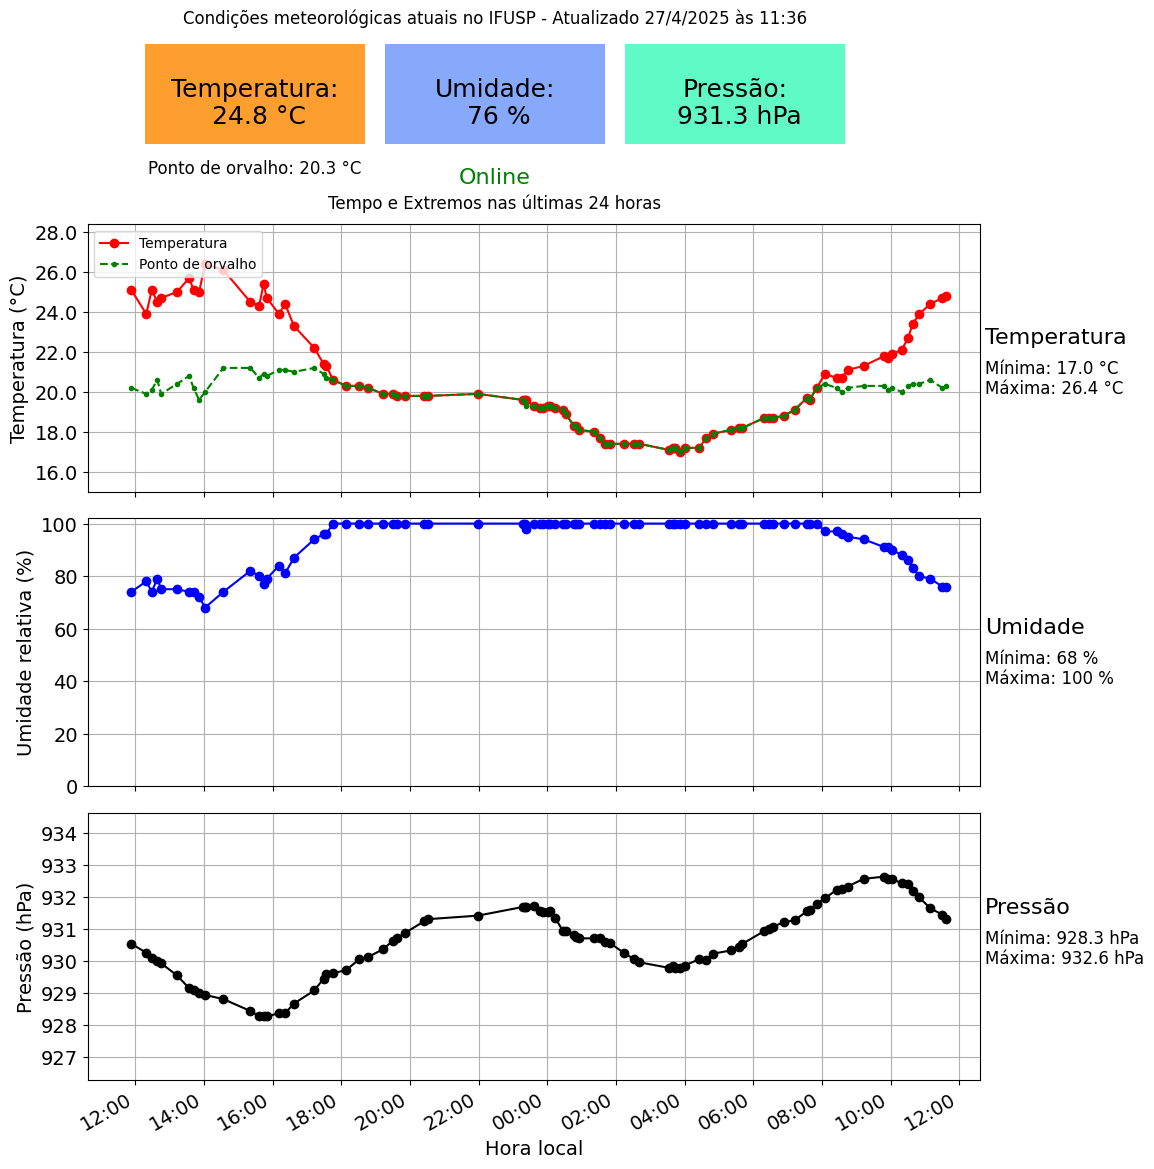 Condições meteorológicas atuais no IFUSP - Atualizado 27/4/2025 às 11:36
Temperatura:
24.8 °C
Umidade:
76 %
Pressão:
931.3 hPa
Ponto de orvalho: 20.3 °C
Online
Tempo e Extremos nas últimas 24 horas
Temperatura (°C)
28.0
26.0
24.0
22.0
20.0
18.0
16.0
Temperatura
Ponto de orvalho
Temperatura
Mínima: 17.0 °C
Máxima: 26.4 °C
Umidade relativa (%)
100
80
60
40
20
0
Umidade
Mínima: 68 %
Máxima: 100 %
Pressão (hPa)
934
933
932
931
930
929
928
927
Pressão
Mínima: 928.3 hPa
Máxima: 932.6 hPa
12:00 14:00 16:00 18:00 20:00 22:00 00:00 02:00 04:00 06:00 08:00 10:00 12:00
Hora local